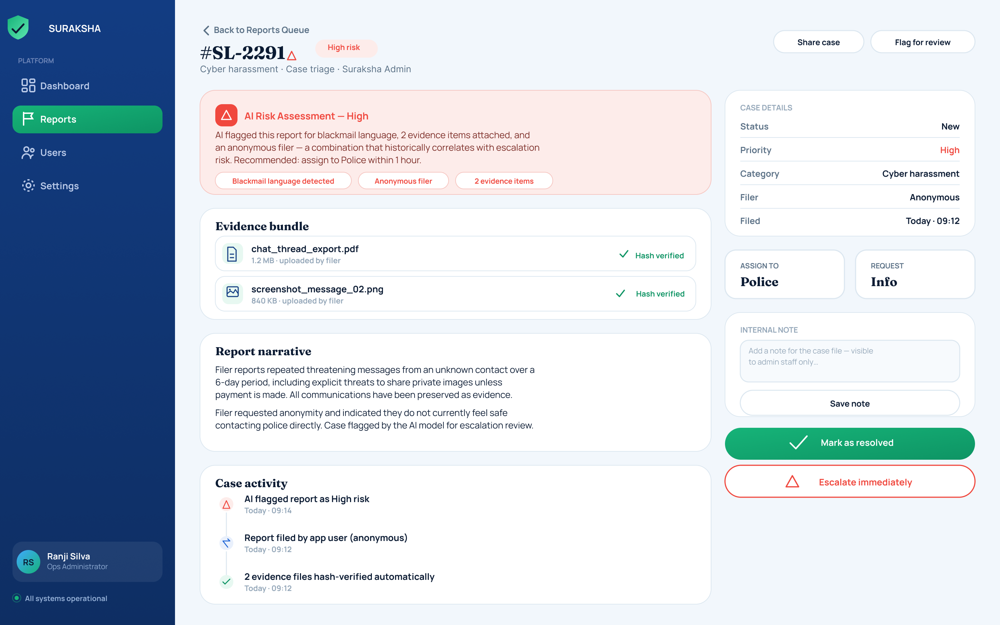 SURAKSHA
PLATFORM
Dashboard
Reports
Users
Settings
RS
Ranji Silva
Ops Administrator
All systems operational
Back to Reports Queue
#SL-2291
High risk
Cyber harassment · Case triage · Suraksha Admin
Share case
Flag for review
AI Risk Assessment — High
AI flagged this report for blackmail language, 2 evidence items attached, and
an anonymous filer — a combination that historically correlates with escalation
risk. Recommended: assign to Police within 1 hour.
Blackmail language detected
Anonymous filer
2 evidence items
Evidence bundle
chat_thread_export.pdf
1.2 MB · uploaded by filer
Hash verified
screenshot_message_02.png
840 KB · uploaded by filer
Hash verified
Report narrative
Filer reports repeated threatening messages from an unknown contact over a
6-day period, including explicit threats to share private images unless
payment is made. All communications have been preserved as evidence.
Filer requested anonymity and indicated they do not currently feel safe
contacting police directly. Case flagged by the AI model for escalation review.
Case activity
AI flagged report as High risk
Today · 09:14
Report filed by app user (anonymous)
Today · 09:12
2 evidence files hash-verified automatically
Today · 09:12
CASE DETAILS
Status New
Priority High
Category Cyber harassment
Filer Anonymous
Filed Today · 09:12
ASSIGN TO
Police
REQUEST
Info
INTERNAL NOTE
Add a note for the case file — visible
to admin staff only…
Save note
Mark as resolved
Escalate immediately